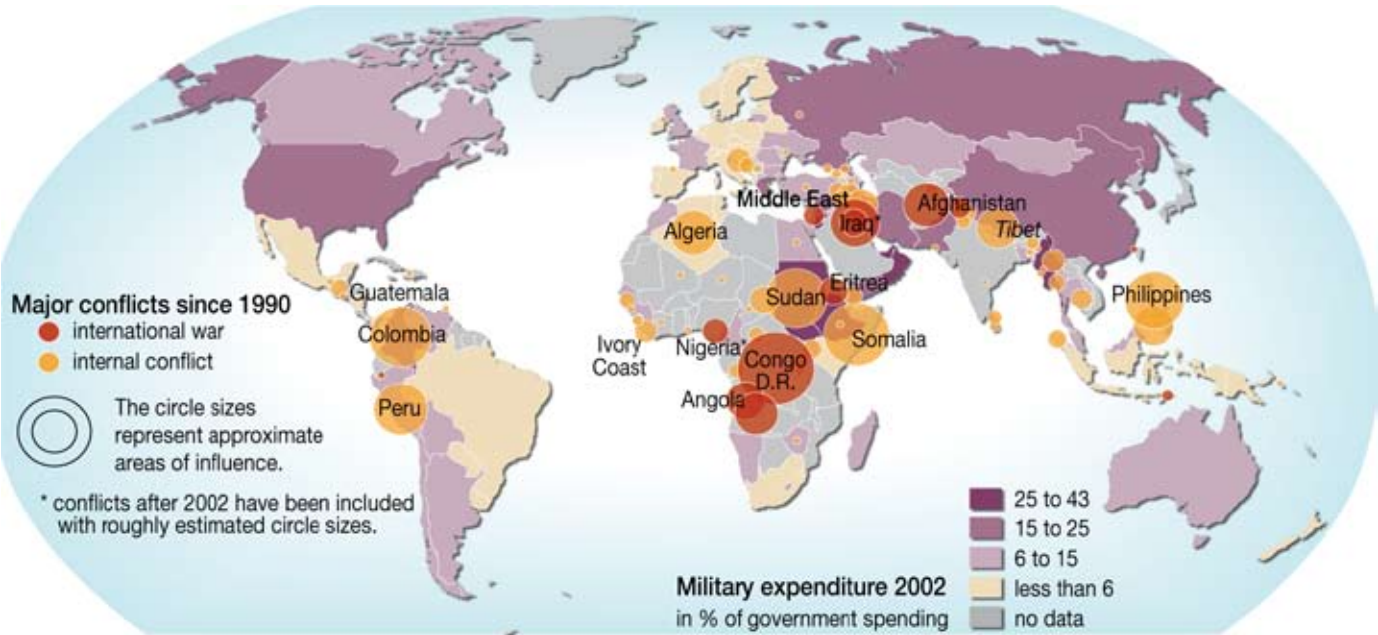 Middle East
Afghanistan
Iraq*
Tibet
Algeria
Major conflicts since 1990
international war
internal conflict
Guatemala
Colombia
Sudan
Eritrea
Philippines
Ivory
Coast
Nigeria*
Somalia
Congo
D.R.
Angola
Peru
The circle sizes
represent approximate
areas of influence.
* conflicts after 2002 have been included
with roughly estimated circle sizes.
Military expenditure 2002
in % of government spending
25 to 43
15 to 25
6 to 15
less than 6
no data